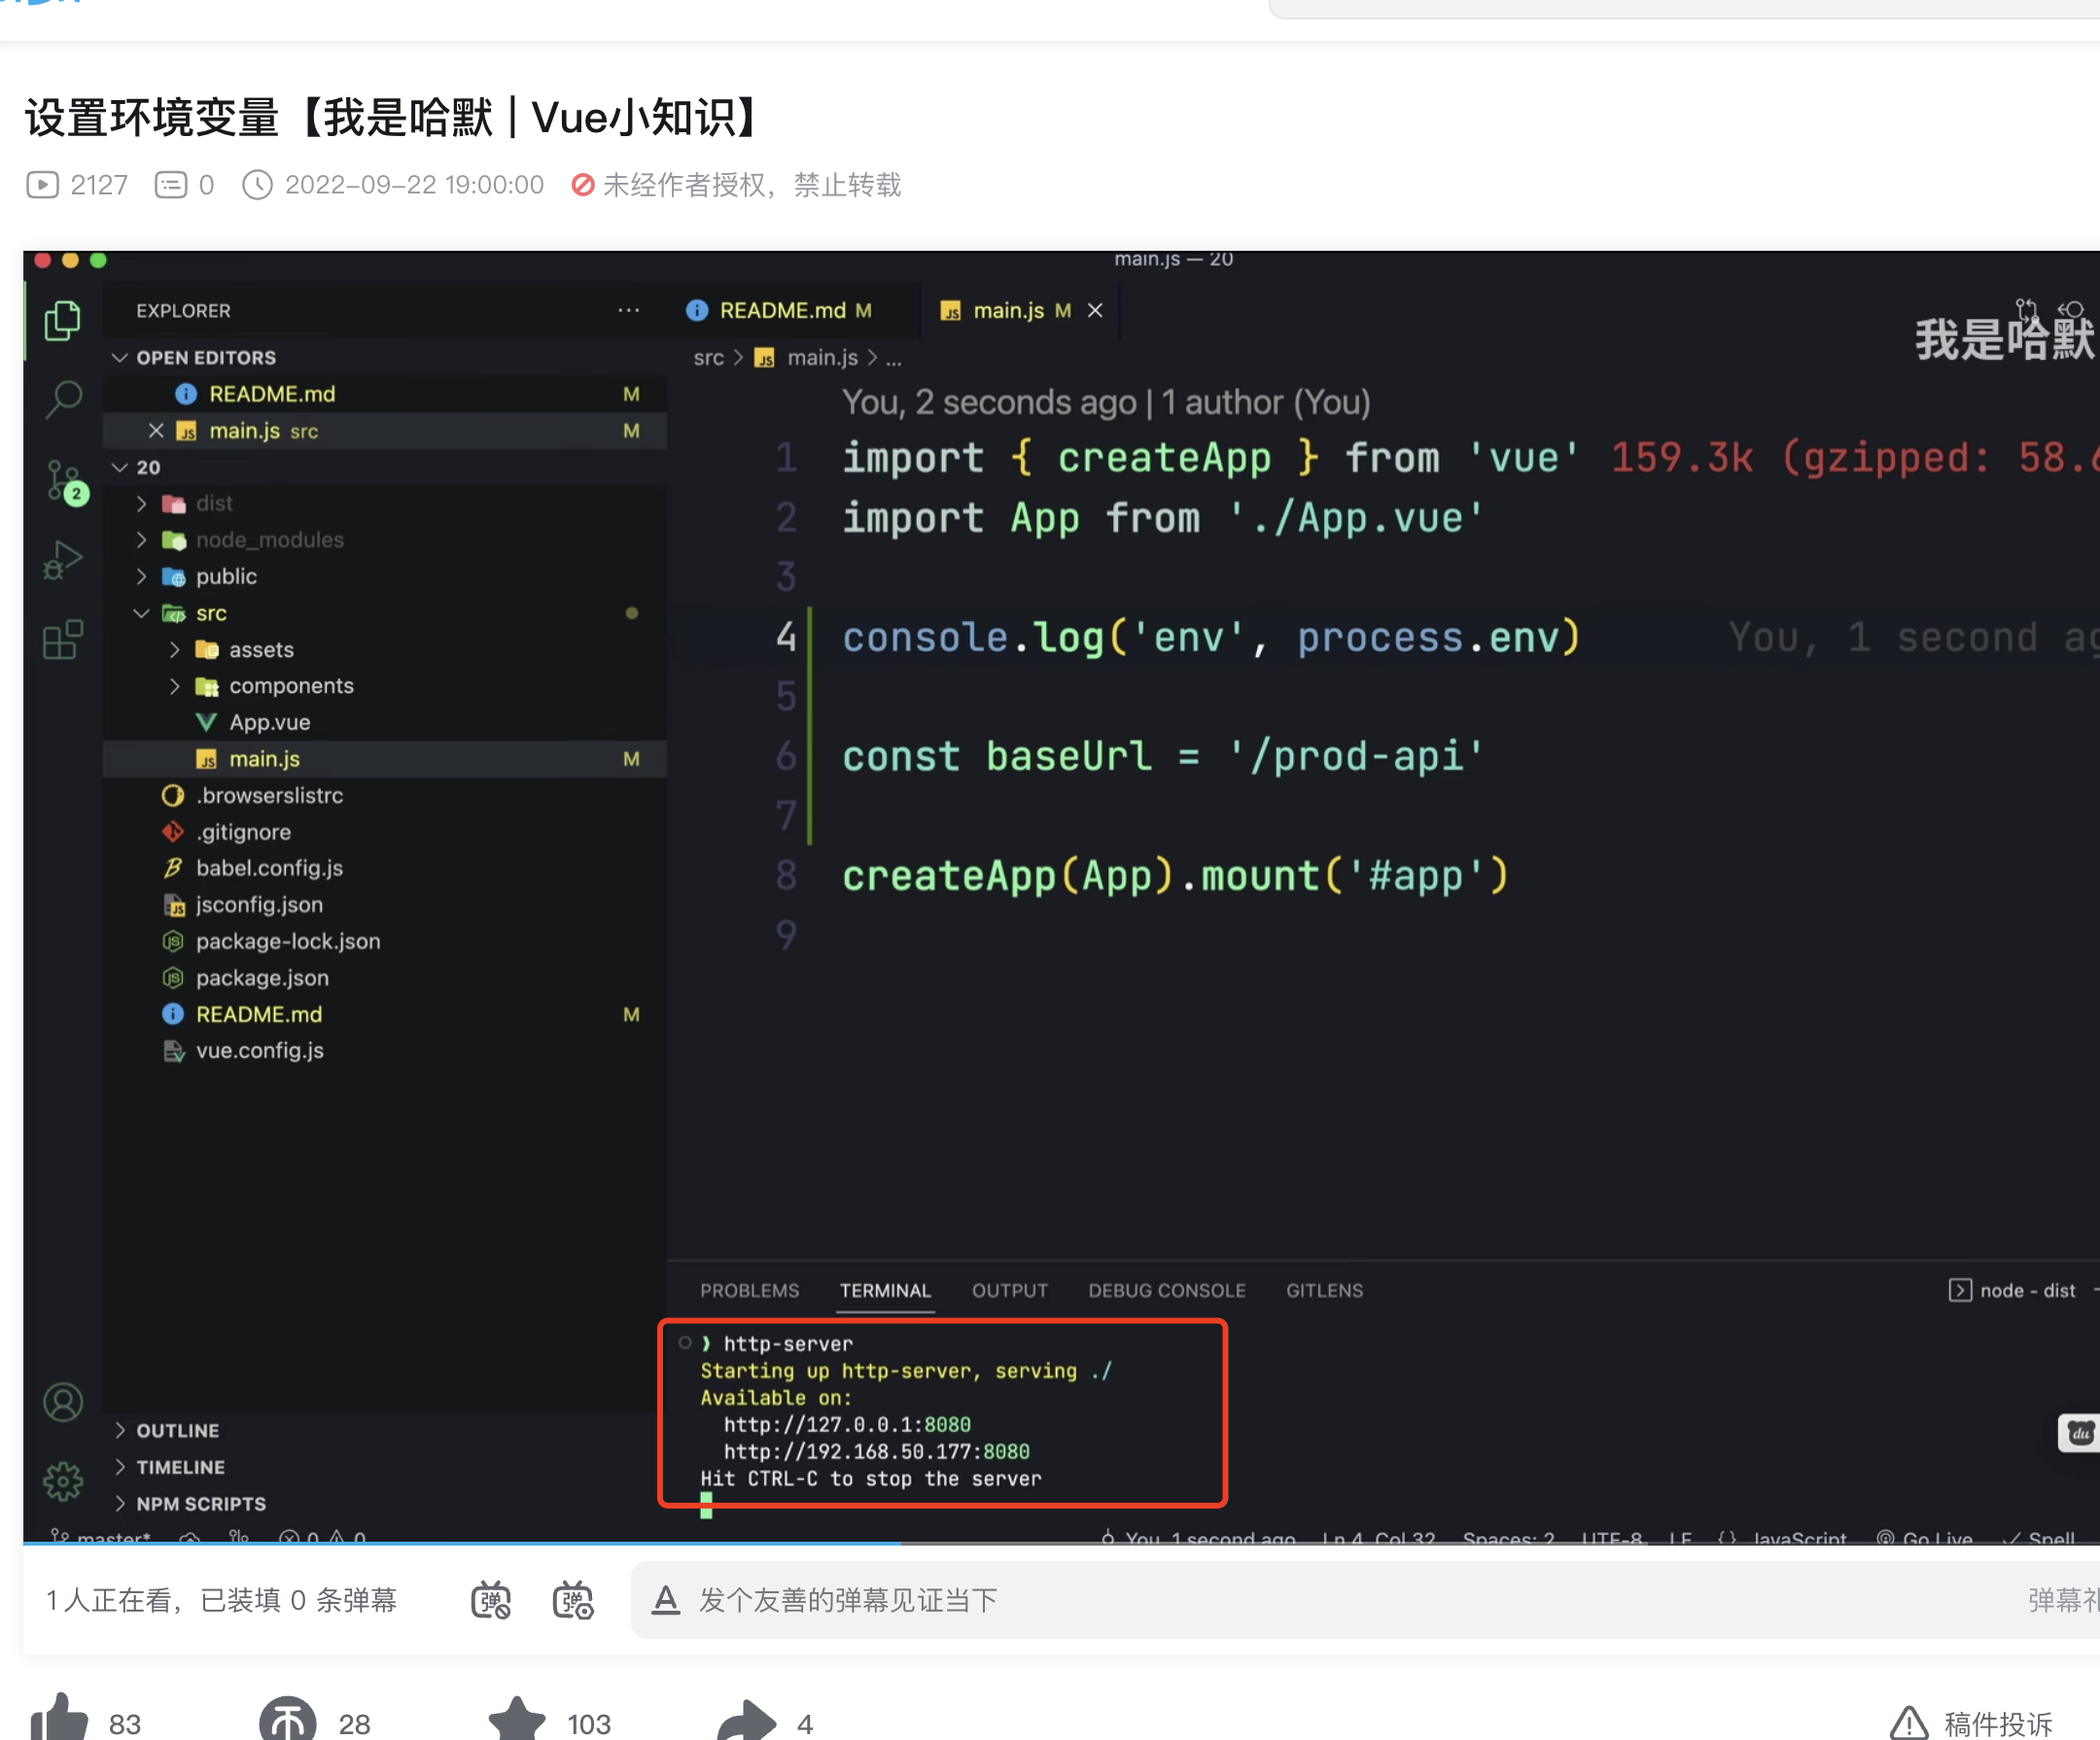 设置环境变量【我是哈默 | Vue小知识】
2127 0 2022-09-22 19:00:00 未经作者授权，禁止转载
main.js — 20
EXPLORER
README.md M
main.js M
我是哈默
OPEN EDITORS
src > JS main.js > ...
README.md M
main.js src M
20
2
dist
node_modules
public
src
assets
components
App.vue
main.js M
.browserslistrc
.gitignore
babel.config.js
jsconfig.json
package-lock.json
package.json
README.md M
vue.config.js
You, 2 seconds ago | 1 author (You)
1 import { createApp } from 'vue' 159.3k (gzipped: 58.6
2 import App from './App.vue'
3
4 console.log('env', process.env) You, 1 second ag
5
6 const baseUrl = '/prod-api'
7
8 createApp(App).mount('#app')
9
PROBLEMS TERMINAL OUTPUT DEBUG CONSOLE GITLENS
node - dist
❯ http-server
Starting up http-server, serving ./
Available on:
http://127.0.0.1:8080
http://192.168.50.177:8080
Hit CTRL-C to stop the server
OUTLINE
TIMELINE
NPM SCRIPTS
du
master* 0 0
You, 1 second ago Ln 4, Col 32 Spaces: 2 UTF-8 LF {} JavaScript Go Live Spell
1人正在看，已装填 0 条弹幕
发个友善的弹幕见证当下
弹幕礼
83 28 103 4
稿件投诉